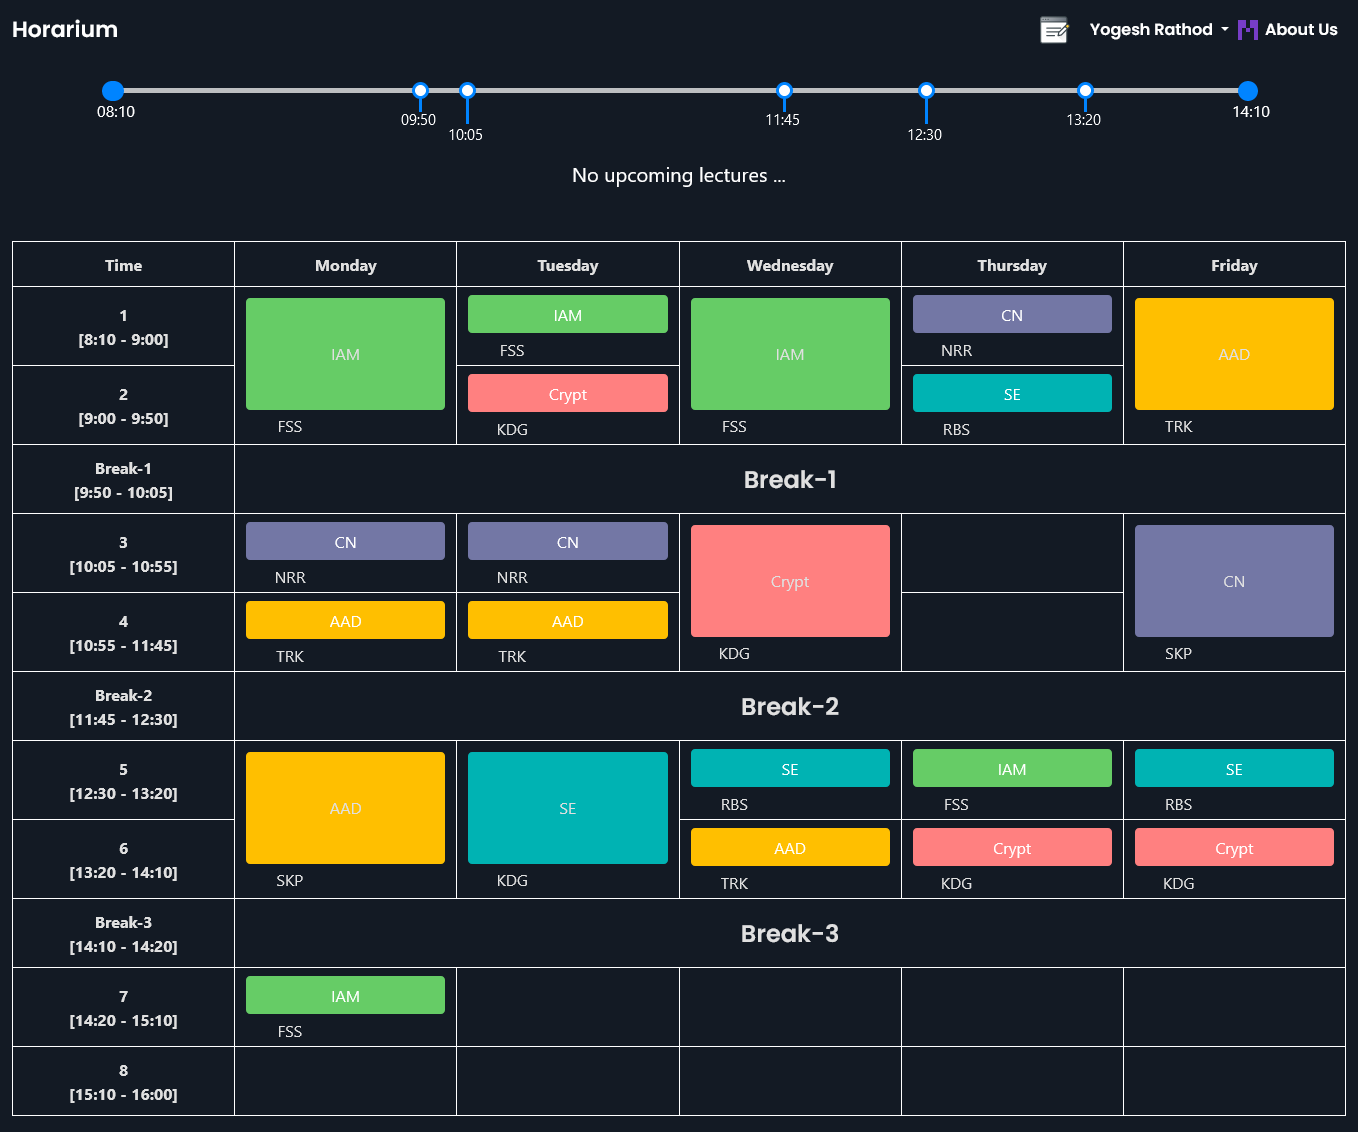 Horarium
Yogesh Rathod
About Us
08:10
09:50
10:05
11:45
12:30
13:20
14:10
No upcoming lectures ...
Time Monday Tuesday Wednesday Thursday Friday
1
[8:10 - 9:00]
IAM
FSS
IAM
FSS
IAM
FSS
CN
NRR
AAD
TRK
2
[9:00 - 9:50]
Crypt
KDG
SE
RBS
Break-1
[9:50 - 10:05]
Break-1
3
[10:05 - 10:55]
CN
NRR
CN
NRR
Crypt
KDG
CN
SKP
4
[10:55 - 11:45]
AAD
TRK
AAD
TRK
Break-2
[11:45 - 12:30]
Break-2
5
[12:30 - 13:20]
AAD
SKP
SE
KDG
SE
RBS
IAM
FSS
SE
RBS
6
[13:20 - 14:10]
AAD
TRK
Crypt
KDG
Crypt
KDG
Break-3
[14:10 - 14:20]
Break-3
7
[14:20 - 15:10]
IAM
FSS
8
[15:10 - 16:00]